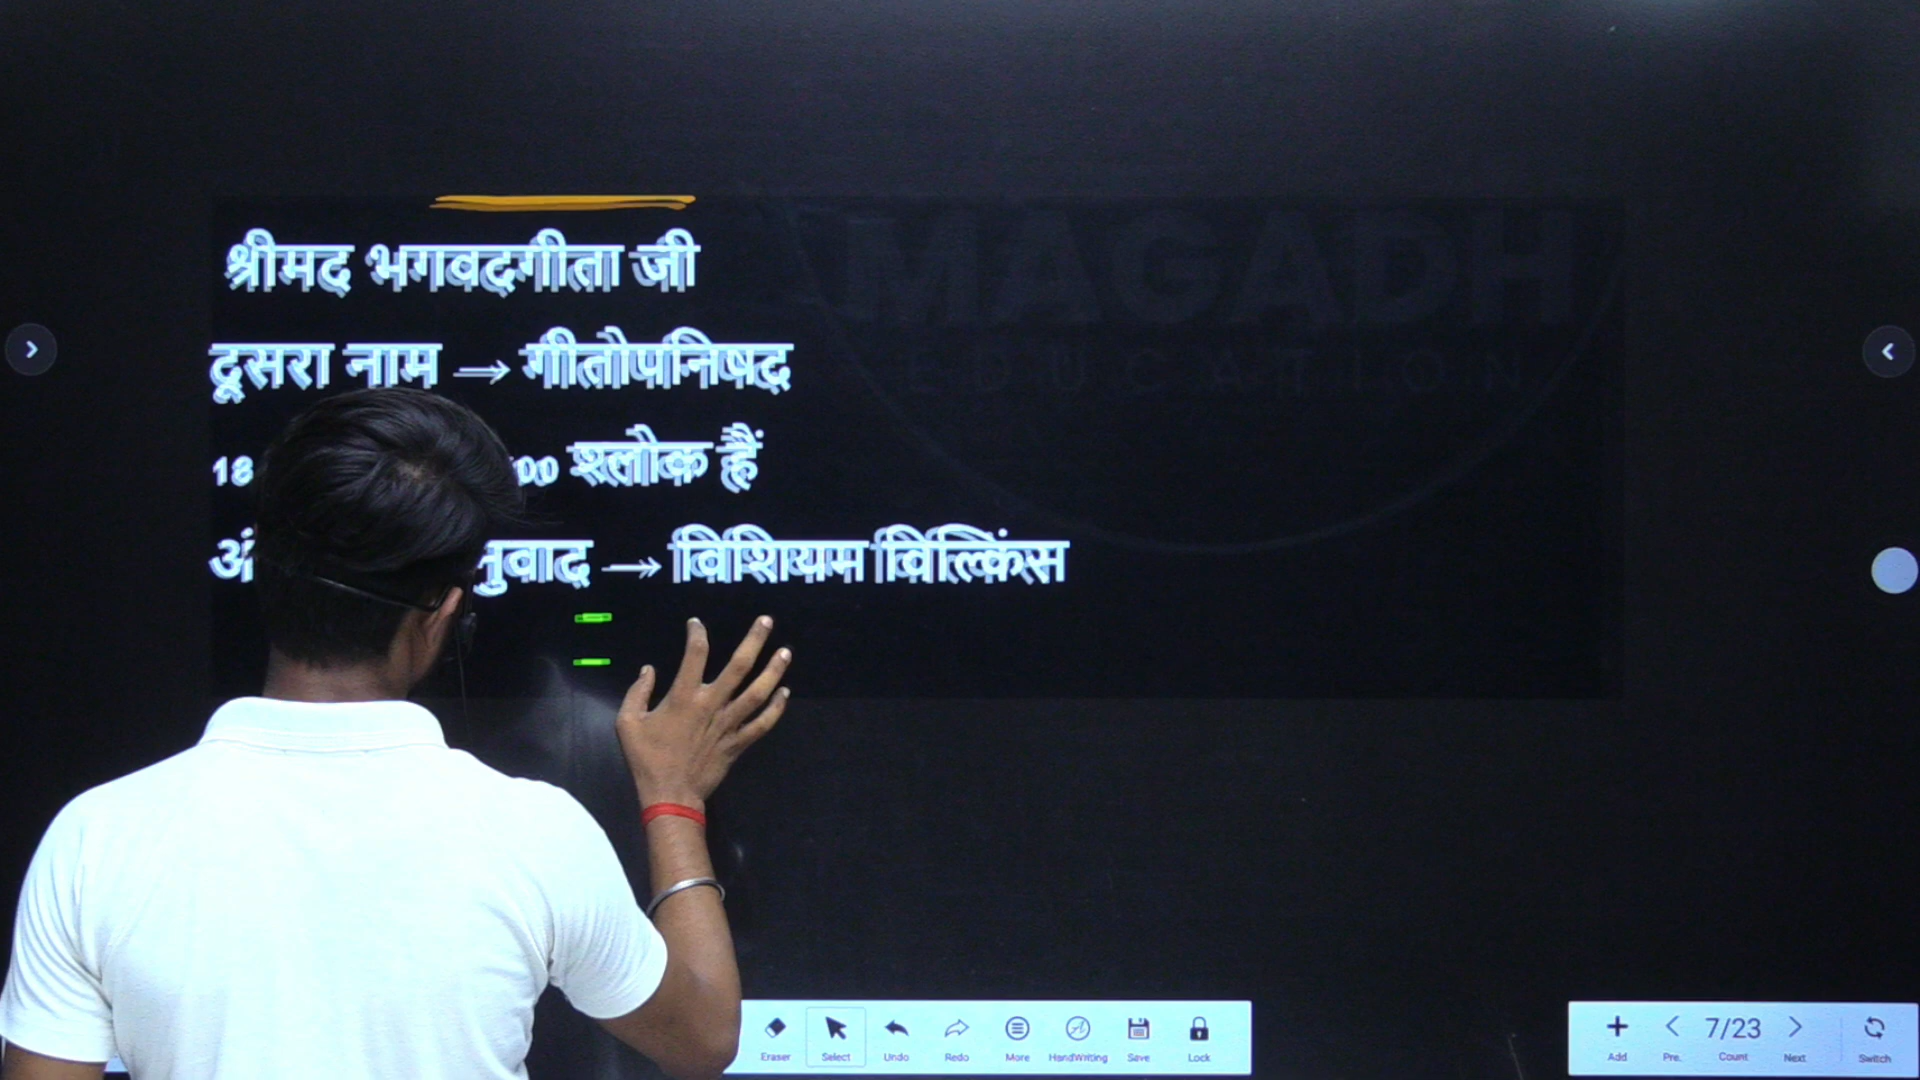 MAGADH
EDUCATION
श्रीमद भगवदगीता जी
दूसरा नाम → गीतोपनिषद
18 00 श्लोक हैं
अं नुवाद → विशियम विल्किंस
Eraser Select Undo Redo More HandWriting Save Lock
7/23
Add Pre. Count Next Switch